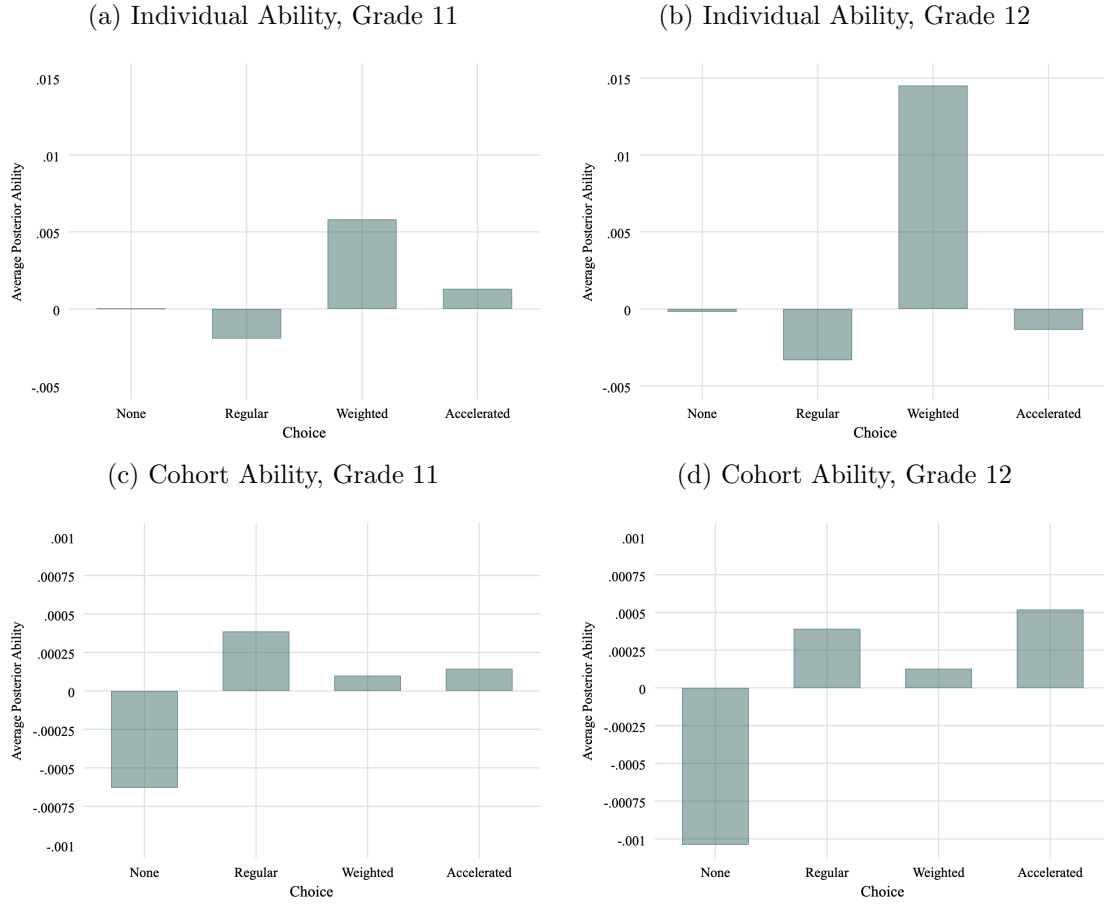 (a) Individual Ability, Grade 11
.015
.01
.005
0
-.005
Average Posterior Ability
None Regular Weighted Accelerated
Choice
(b) Individual Ability, Grade 12
.015
.01
.005
0
-.005
Average Posterior Ability
None Regular Weighted Accelerated
Choice
(c) Cohort Ability, Grade 11
.001
.00075
.0005
.00025
0
-.00025
-.0005
-.00075
-.001
Average Posterior Ability
None Regular Weighted Accelerated
Choice
(d) Cohort Ability, Grade 12
.001
.00075
.0005
.00025
0
-.00025
-.0005
-.00075
-.001
Average Posterior Ability
None Regular Weighted Accelerated
Choice